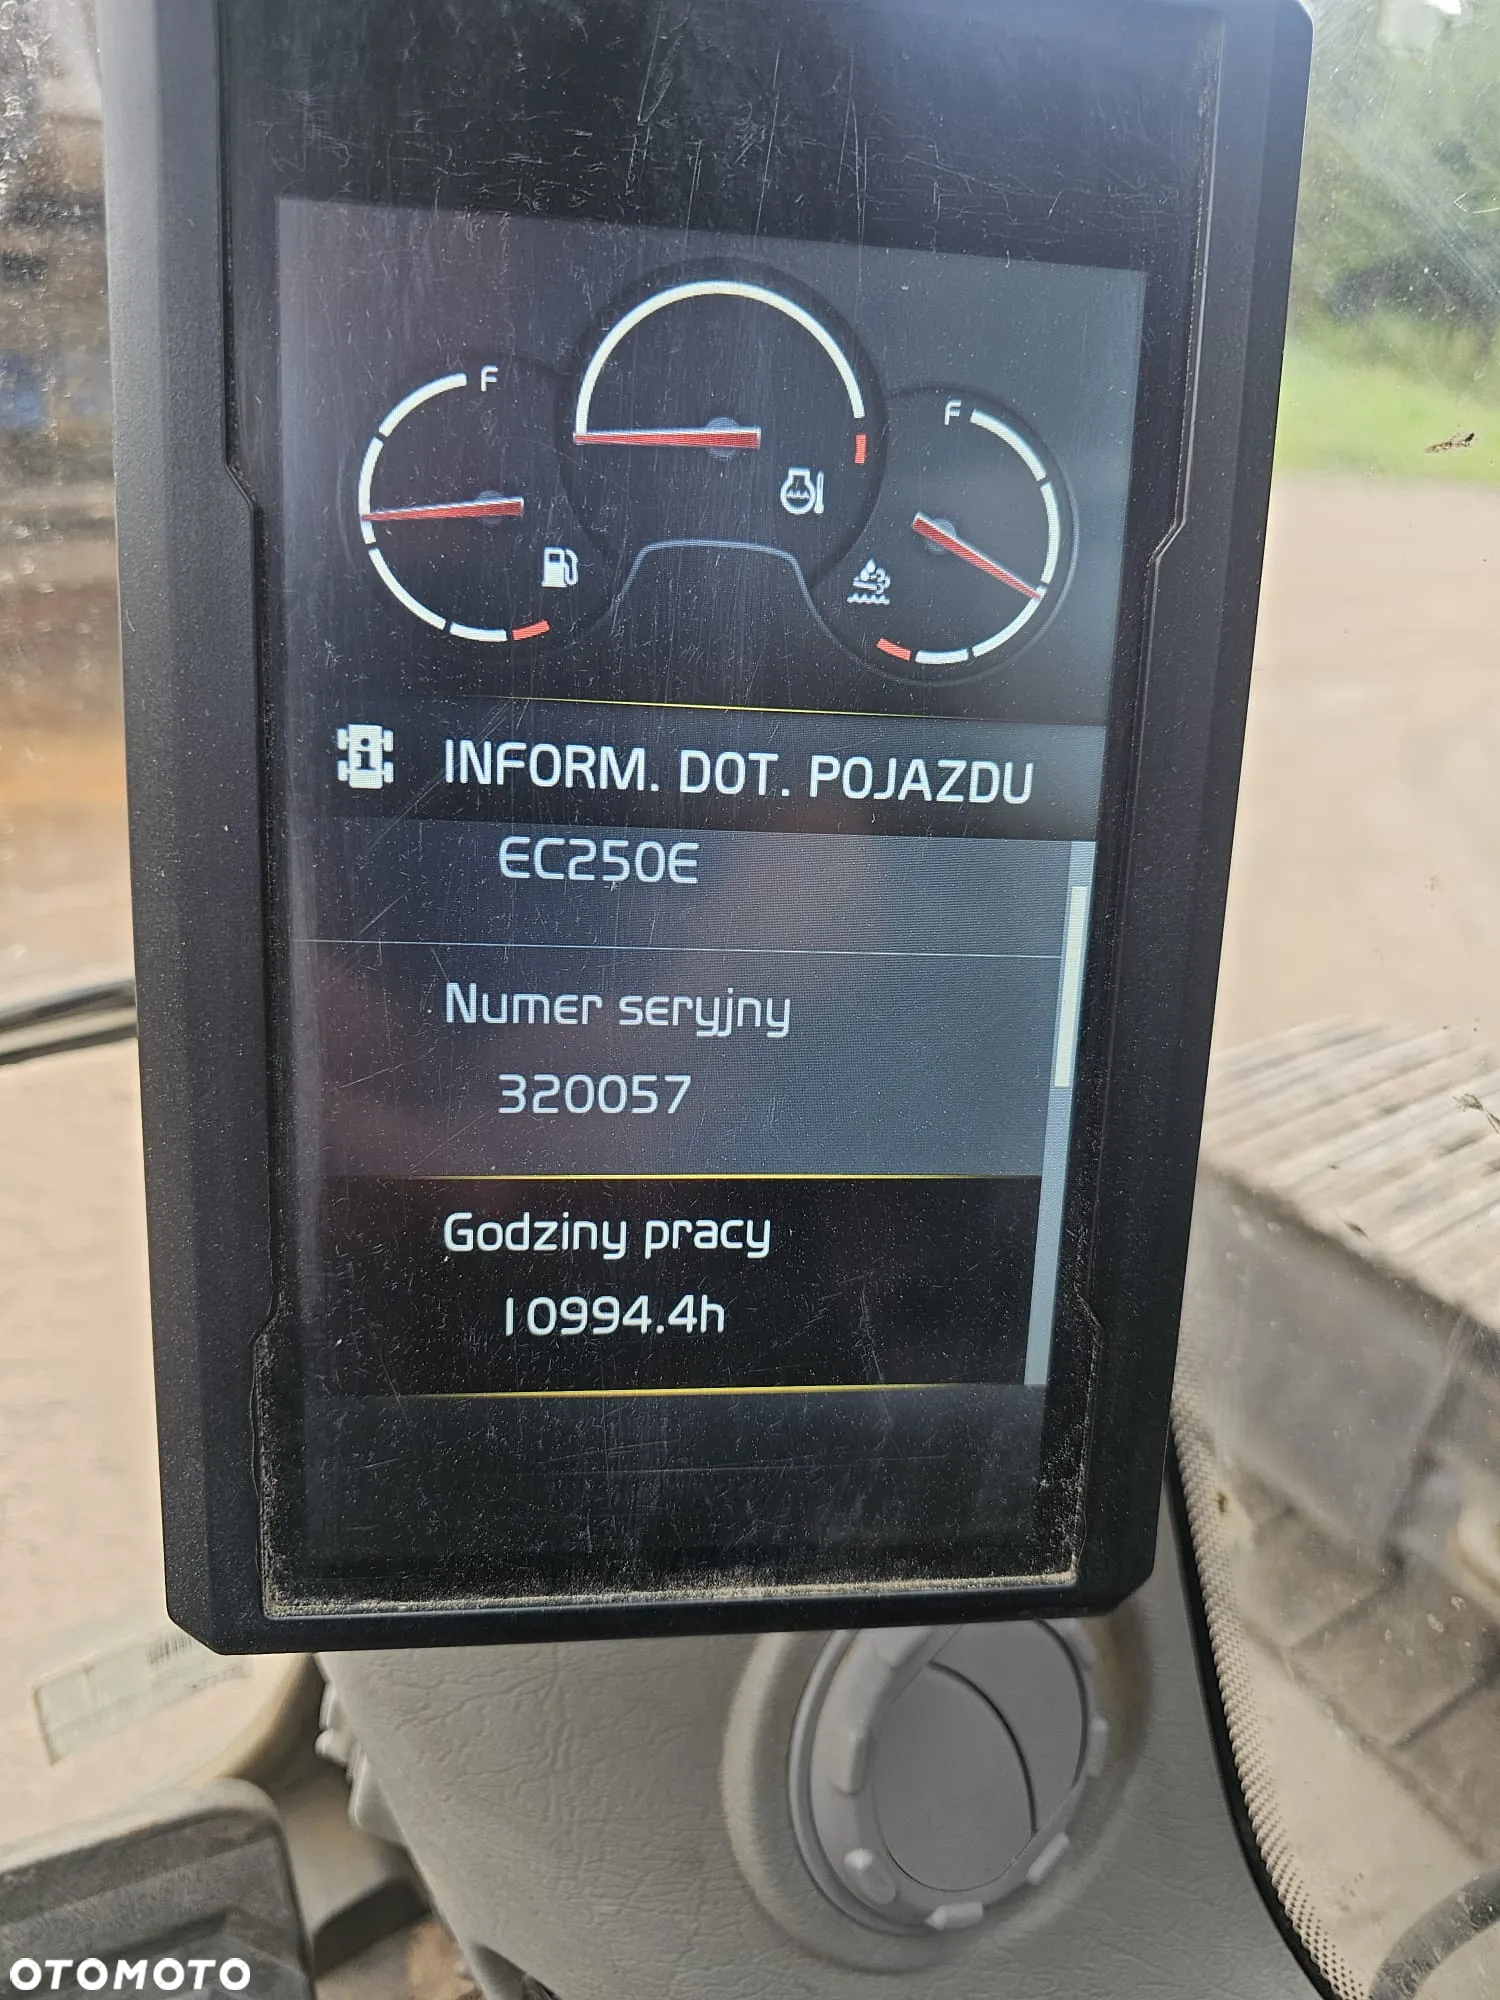 F
F
INFORM. DOT. POJAZDU
EC250E
Numer seryjny
320057
Godziny pracy
10994.4h
OTOMOTO